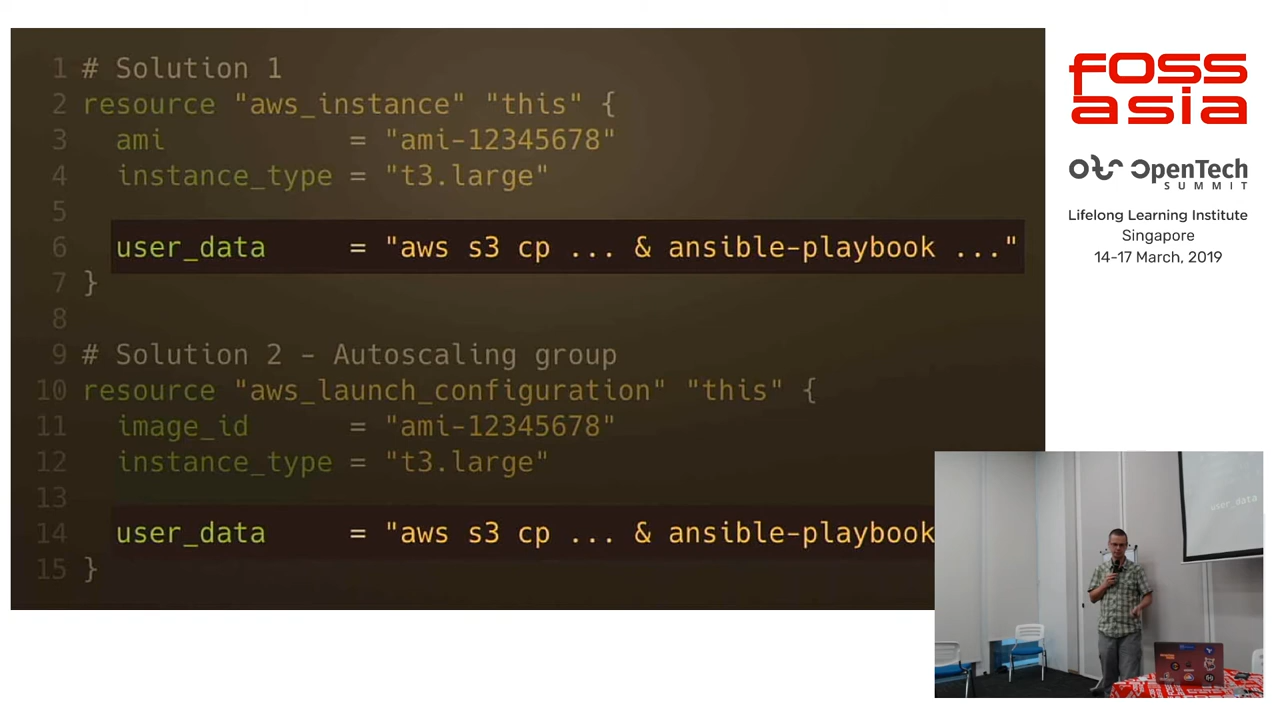 1 # Solution 1
2 resource "aws_instance" "this" {
3 ami = "ami-12345678"
4 instance_type = "t3.large"
5
6 user_data = "aws s3 cp ... & ansible-playbook ..."
7 }
8
9 # Solution 2 - Autoscaling group
10 resource "aws_launch_configuration" "this" {
11 image_id = "ami-12345678"
12 instance_type = "t3.large"
13
14 user_data = "aws s3 cp ... & ansible-playbook
15 }
FOSS
ASIA
OTS OpenTech
SUMMIT
Lifelong Learning Institute
Singapore
14-17 March, 2019
user_data